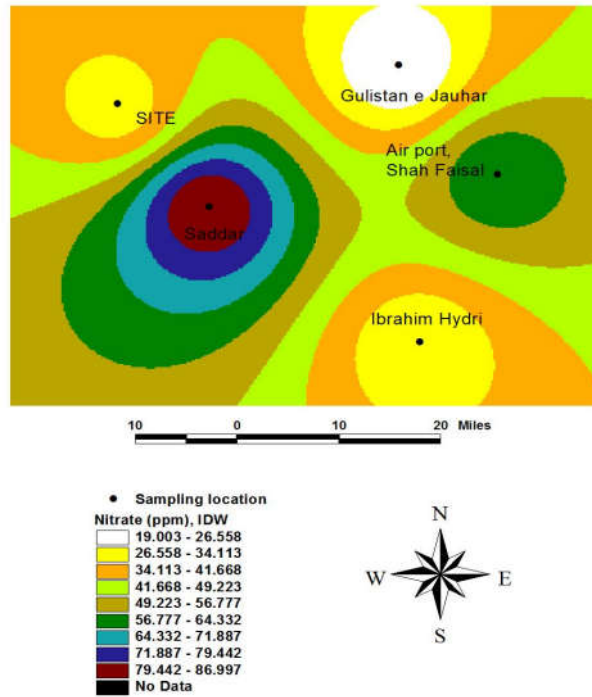 Gulistan e Jauhar
SITE
Air port,
Shah Faisal
Saddar
Ibrahim Hydri
10 0 10 20 Miles
Sampling location
Nitrate (ppm), IDW
19.003 - 26.558
26.558 - 34.113
34.113 - 41.668
41.668 - 49.223
49.223 - 56.777
56.777 - 64.332
64.332 - 71.887
71.887 - 79.442
79.442 - 86.997
No Data
N
W E
S